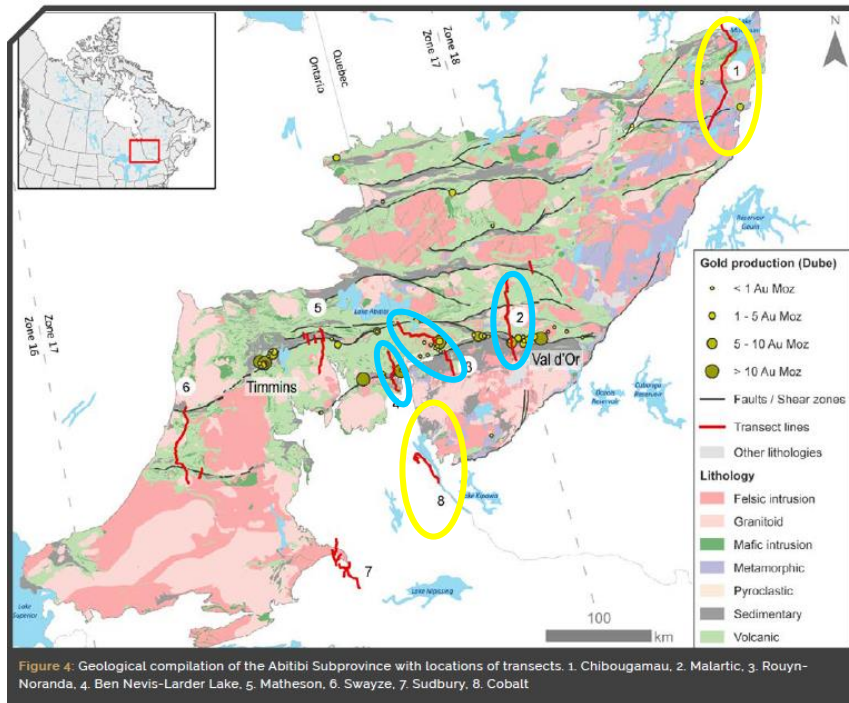 N
Lake
Zone 18
Zone 17
Quebec
Ontario
1
Reservoir
Gouin
Gold production (Dube)
< 1 Au Moz
1 - 5 Au Moz
5 - 10 Au Moz
> 10 Au Moz
Faults / Shear zones
Transect lines
Other lithologies
Lithology
Felsic intrusion
Granitoid
Mafic intrusion
Metamorphic
Pyroclastic
Sedimentary
Volcanic
5
Lake Abitibi
2
Zone 17
Zone 16
Timmins
3
Val d'Or
4
6
Reservoir
Reservoir
8
7
Lake
Superior
Lake Nipissing
100
km
Figure 4: Geological compilation of the Abitibi Subprovince with locations of transects. 1. Chibougamau, 2. Malartic, 3. Rouyn-
Noranda, 4. Ben Nevis-Larder Lake, 5. Matheson, 6. Swayze, 7. Sudbury, 8. Cobalt